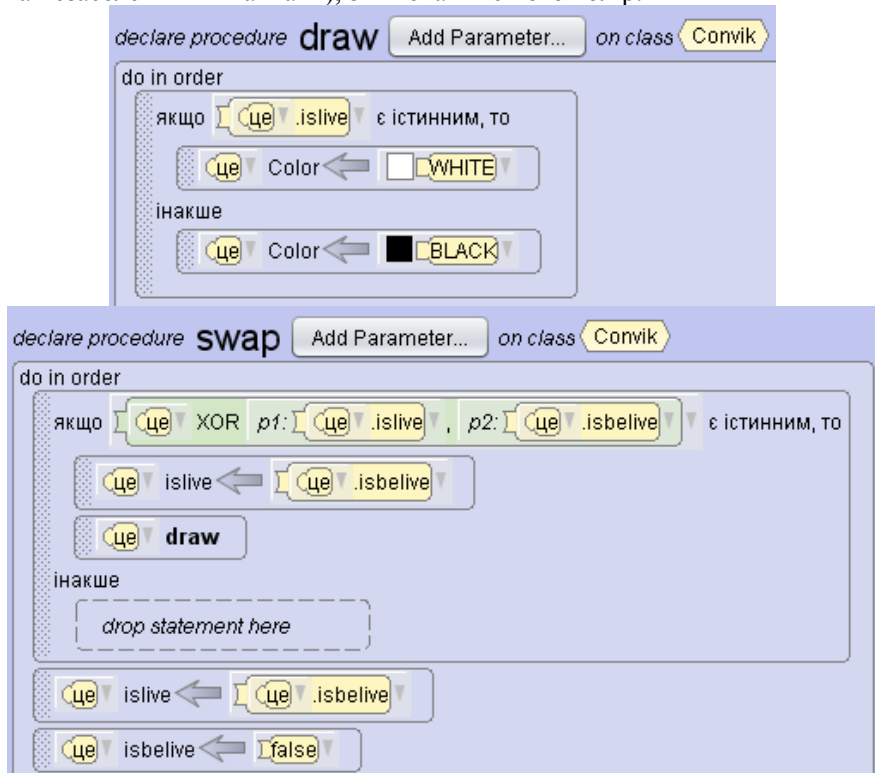 declare procedure draw Add Parameter... on class Convik
do in order
якщо це .islive є істинним, то
це Color WHITE
інакше
це Color BLACK
declare procedure swap Add Parameter... on class Convik
do in order
якщо це XOR p1: це .islive , p2: це .isbelive є істинним, то
це islive це .isbelive
це draw
інакше
drop statement here
це islive це .isbelive
це isbelive false